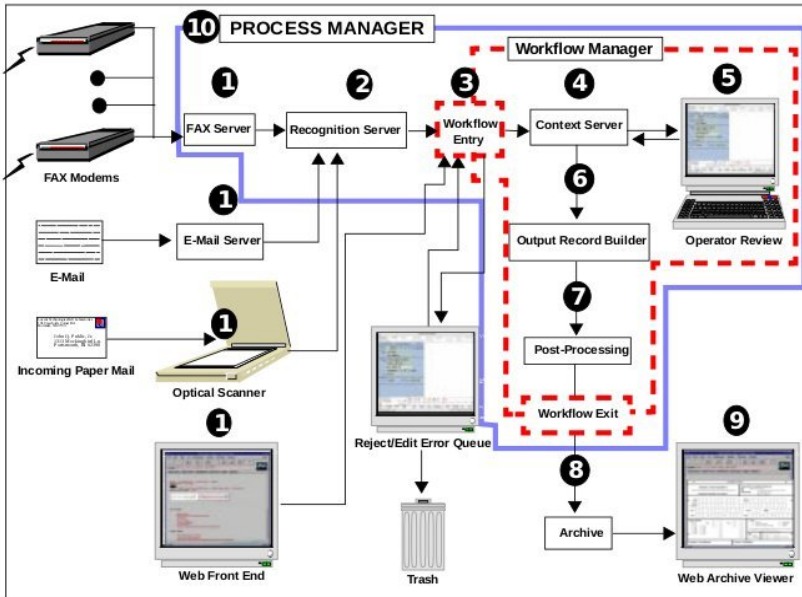 10 PROCESS MANAGER
Workflow Manager
1
2
3
4
5
FAX Server
Recognition Server
Workflow
Entry
Context Server
FAX Modems
1
6
E-Mail Server
Output Record Builder
Operator Review
E-Mail
7
1
Incoming Paper Mail
Optical Scanner
Post-Processing
1
Reject/Edit Error Queue
Workflow Exit
9
8
Archive
Web Front End
Trash
Web Archive Viewer